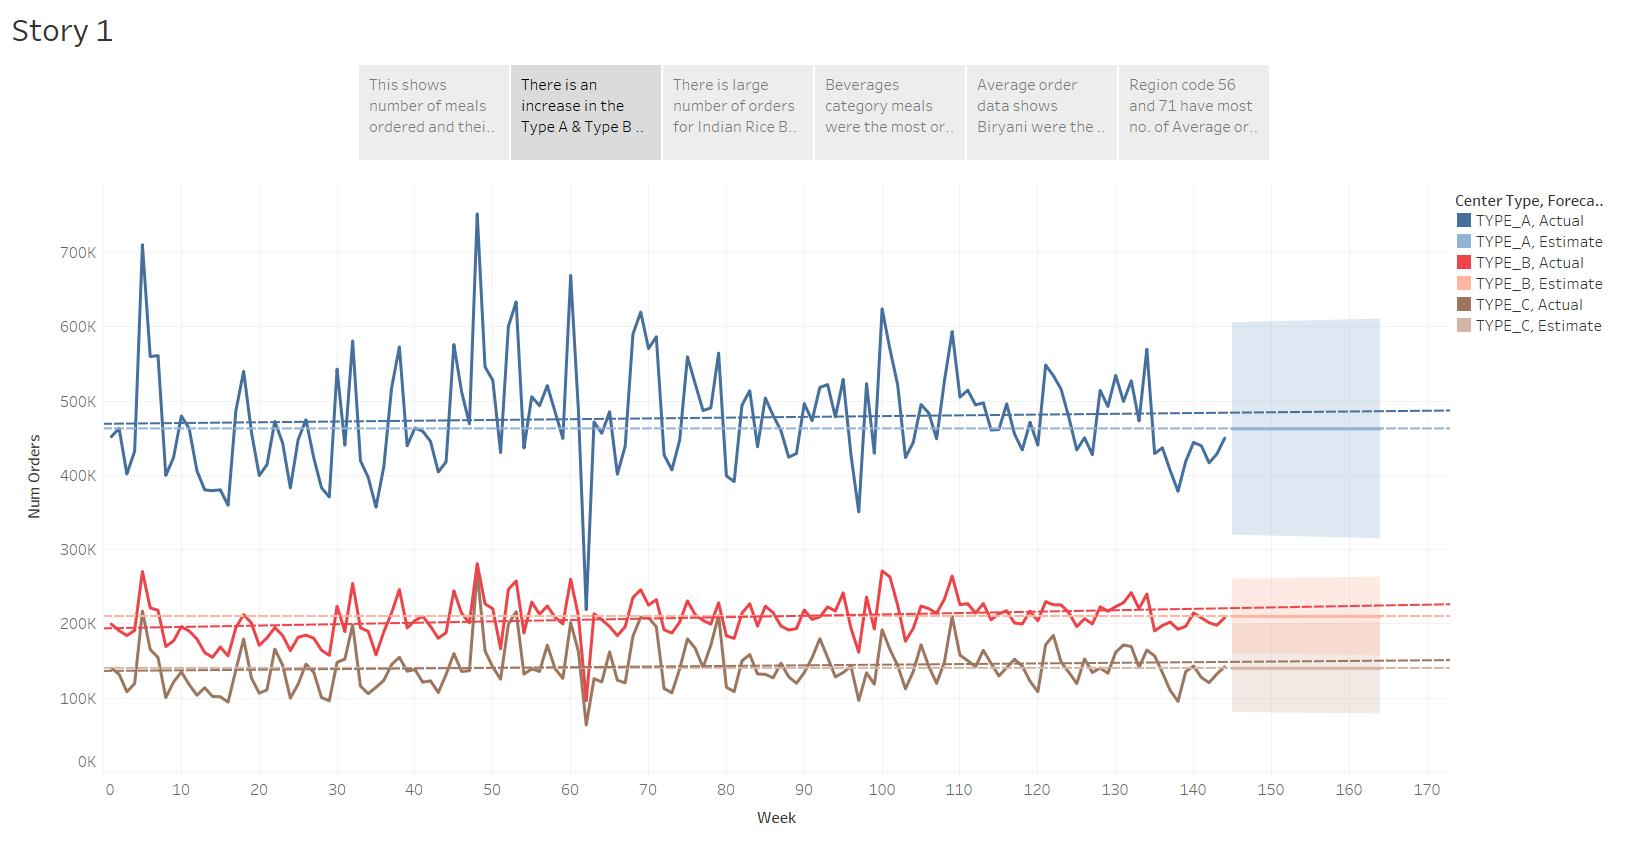 Story 1
This shows
number of meals
ordered and thei..
There is an
increase in the
Type A & Type B ..
There is large
number of orders
for Indian Rice B..
Beverages
category meals
were the most or..
Average order
data shows
Biryani were the ..
Region code 56
and 71 have most
no. of Average or..
Center Type, Foreca..
TYPE_A, Actual
TYPE_A, Estimate
TYPE_B, Actual
TYPE_B, Estimate
TYPE_C, Actual
TYPE_C, Estimate
Num Orders
700K
600K
500K
400K
300K
200K
100K
0K
0 10 20 30 40 50 60 70 80 90 100 110 120 130 140 150 160 170
Week